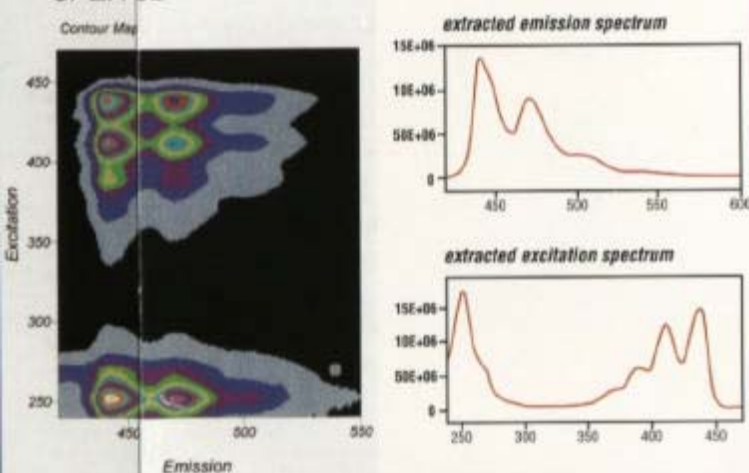 Contour Map
450
400
350
300
250
Excitation
450
500
550
Emission
extracted emission spectrum
15E+06
10E+06
50E+06
0
450
500
550
600
extracted excitation spectrum
15E+06
10E+06
50E+06
0
250
300
350
400
450